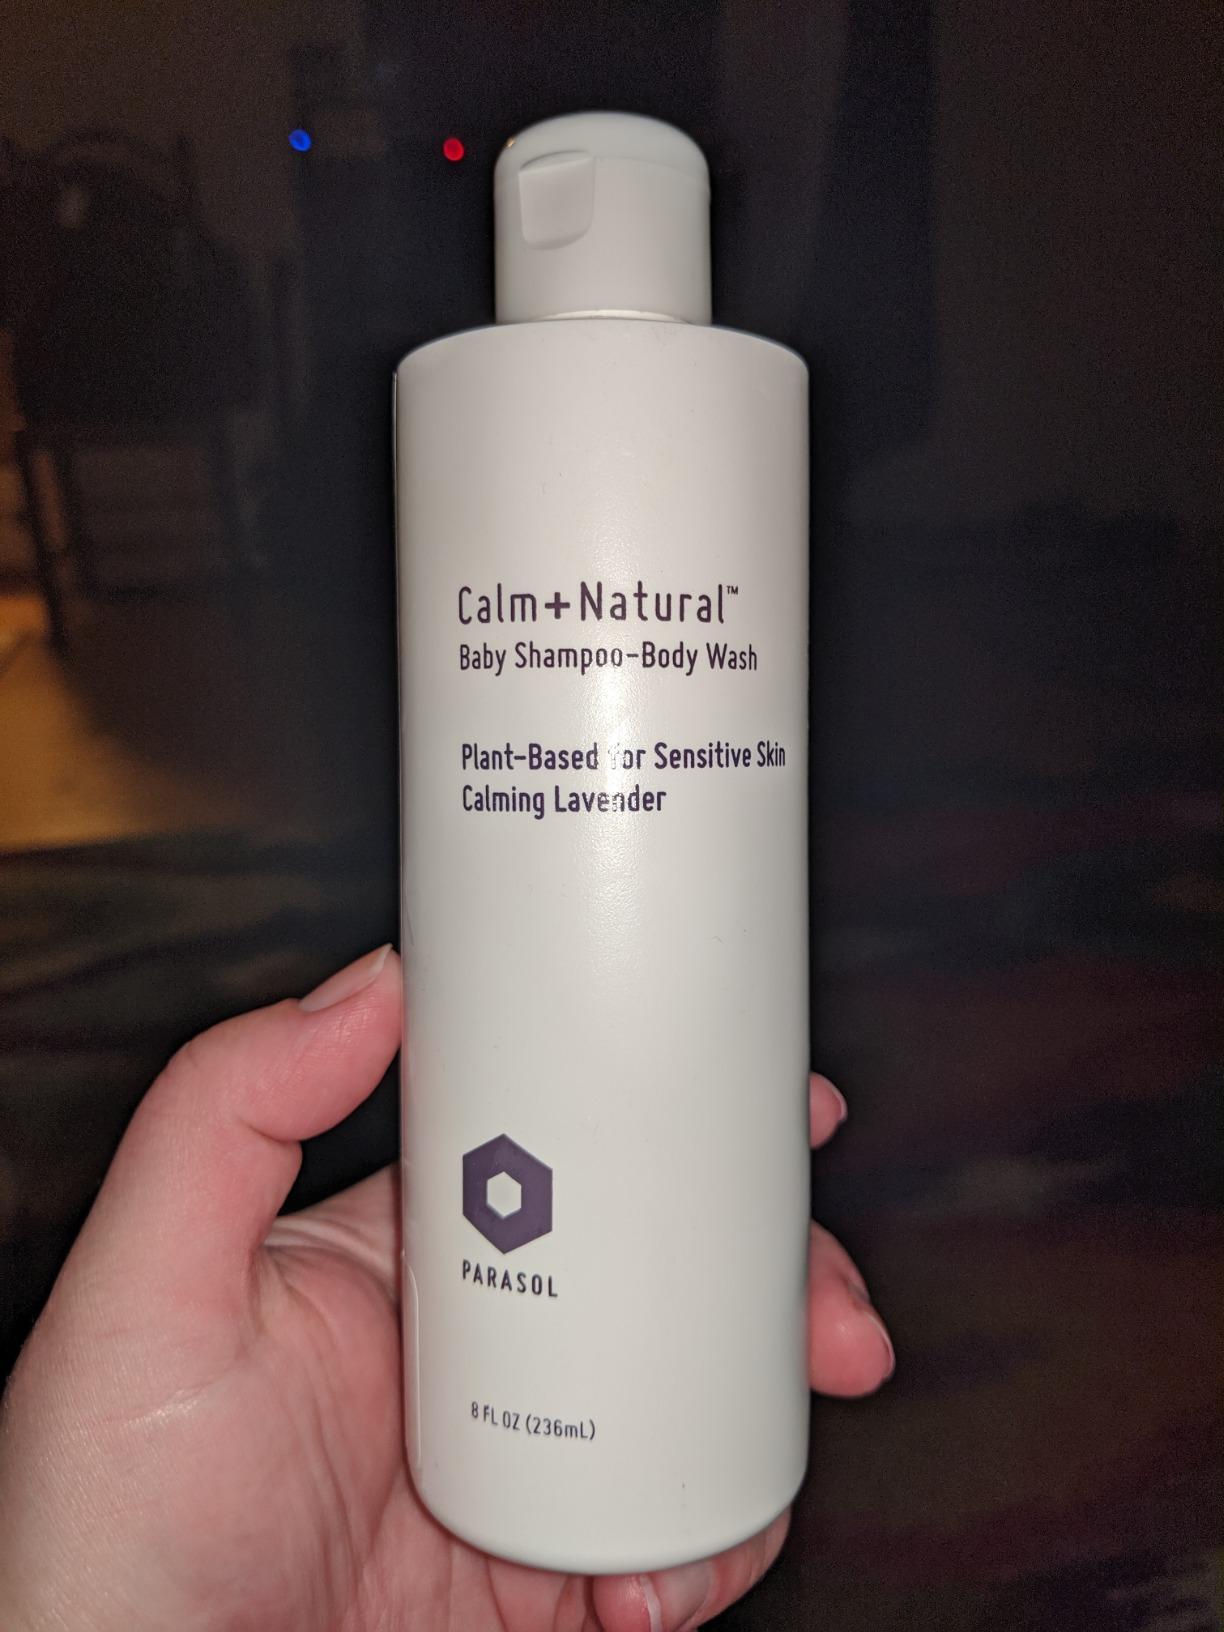 Calm+Natural™
Baby Shampoo-Body Wash
Plant-Based for Sensitive Skin
Calming Lavender
PARASOL
8 FL OZ (236mL)